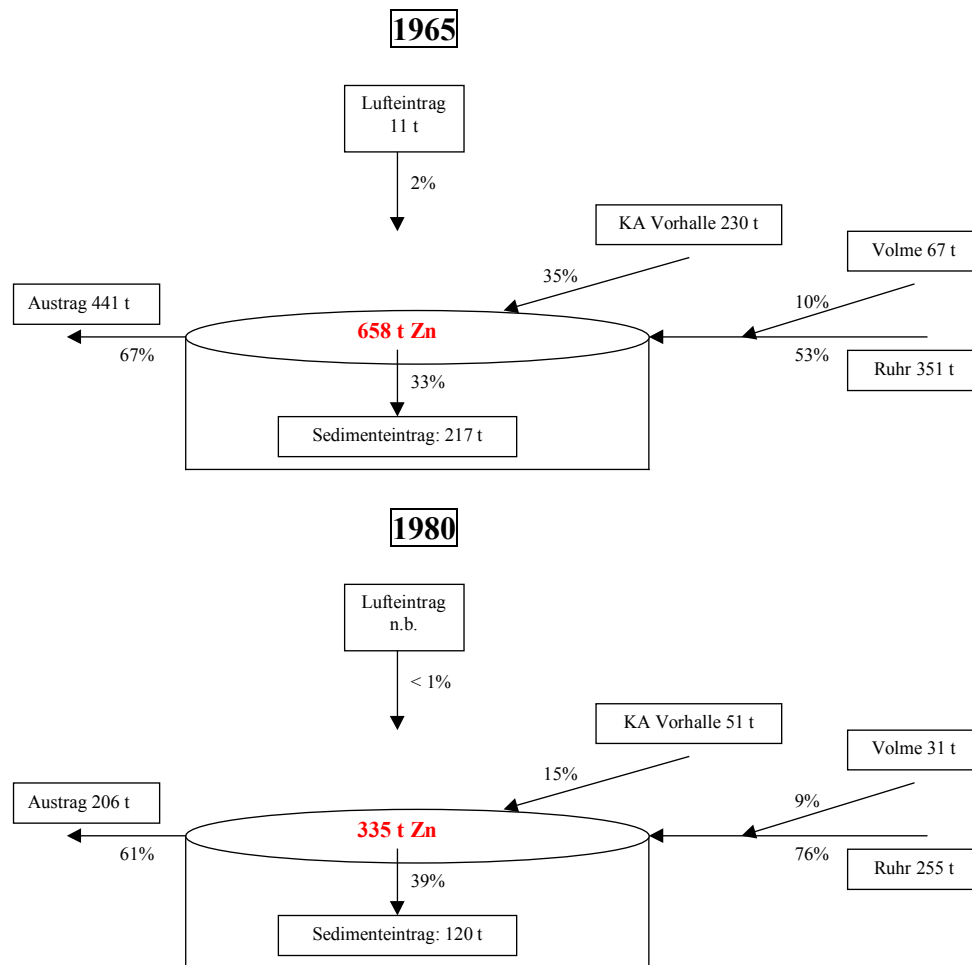 1965
Lufteintrag
11 t
2%
KA Vorhalle 230 t
35%
Volme 67 t
10%
Austrag 441 t
67%
658 t Zn
53%
Ruhr 351 t
33%
Sedimenteintrag: 217 t
1980
Lufteintrag
n.b.
< 1%
KA Vorhalle 51 t
15%
Volme 31 t
9%
Austrag 206 t
61%
335 t Zn
76%
Ruhr 255 t
39%
Sedimenteintrag: 120 t